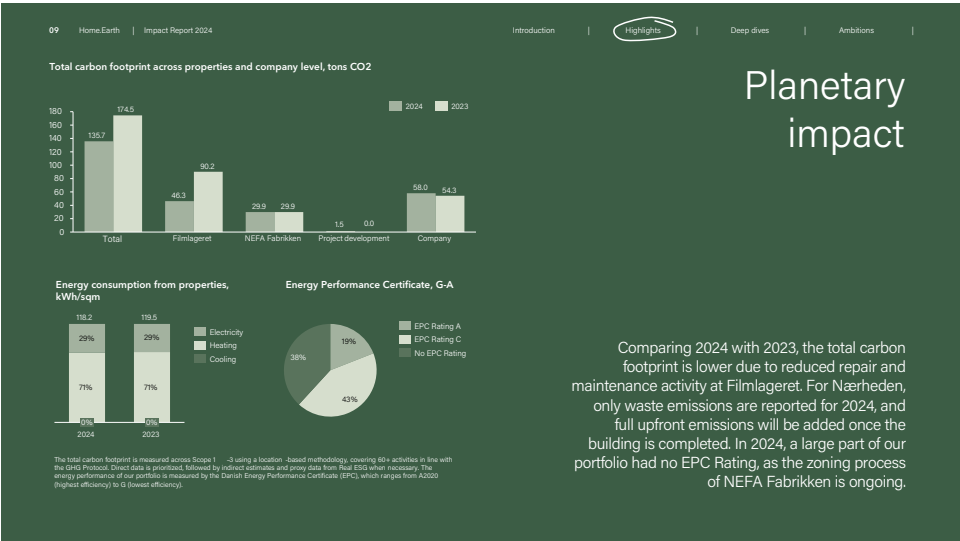 09 Home.Earth | Impact Report 2024 Introduction | Highlights | Deep dives | Ambitions |
Total carbon footprint across properties and company level, tons CO2
Planetary
impact
2024 2023
180
160
140
120
100
80
60
40
20
0
135.7 174.5
46.3 90.2
29.9 29.9
1.5 0.0
58.0 54.3
Total Filmlageret NEFA Fabrikken Project development Company
Energy consumption from properties,
kWh/sqm
118.2 119.5
29% 29%
71% 71%
0% 0%
2024 2023
Electricity
Heating
Cooling
Energy Performance Certificate, G-A
19%
38%
43%
EPC Rating A
EPC Rating C
No EPC Rating
The total carbon footprint is measured across Scope 1 -3 using a location -based methodology, covering 60+ activities in line with
the GHG Protocol. Direct data is prioritized, followed by indirect estimates and proxy data from Real ESG when necessary. The
energy performance of our portfolio is measured by the Danish Energy Performance Certificate (EPC), which ranges from A2020
(highest efficiency) to G (lowest efficiency).
Comparing 2024 with 2023, the total carbon
footprint is lower due to reduced repair and
maintenance activity at Filmlageret. For Nærheden,
only waste emissions are reported for 2024, and
full upfront emissions will be added once the
building is completed. In 2024, a large part of our
portfolio had no EPC Rating, as the zoning process
of NEFA Fabrikken is ongoing.